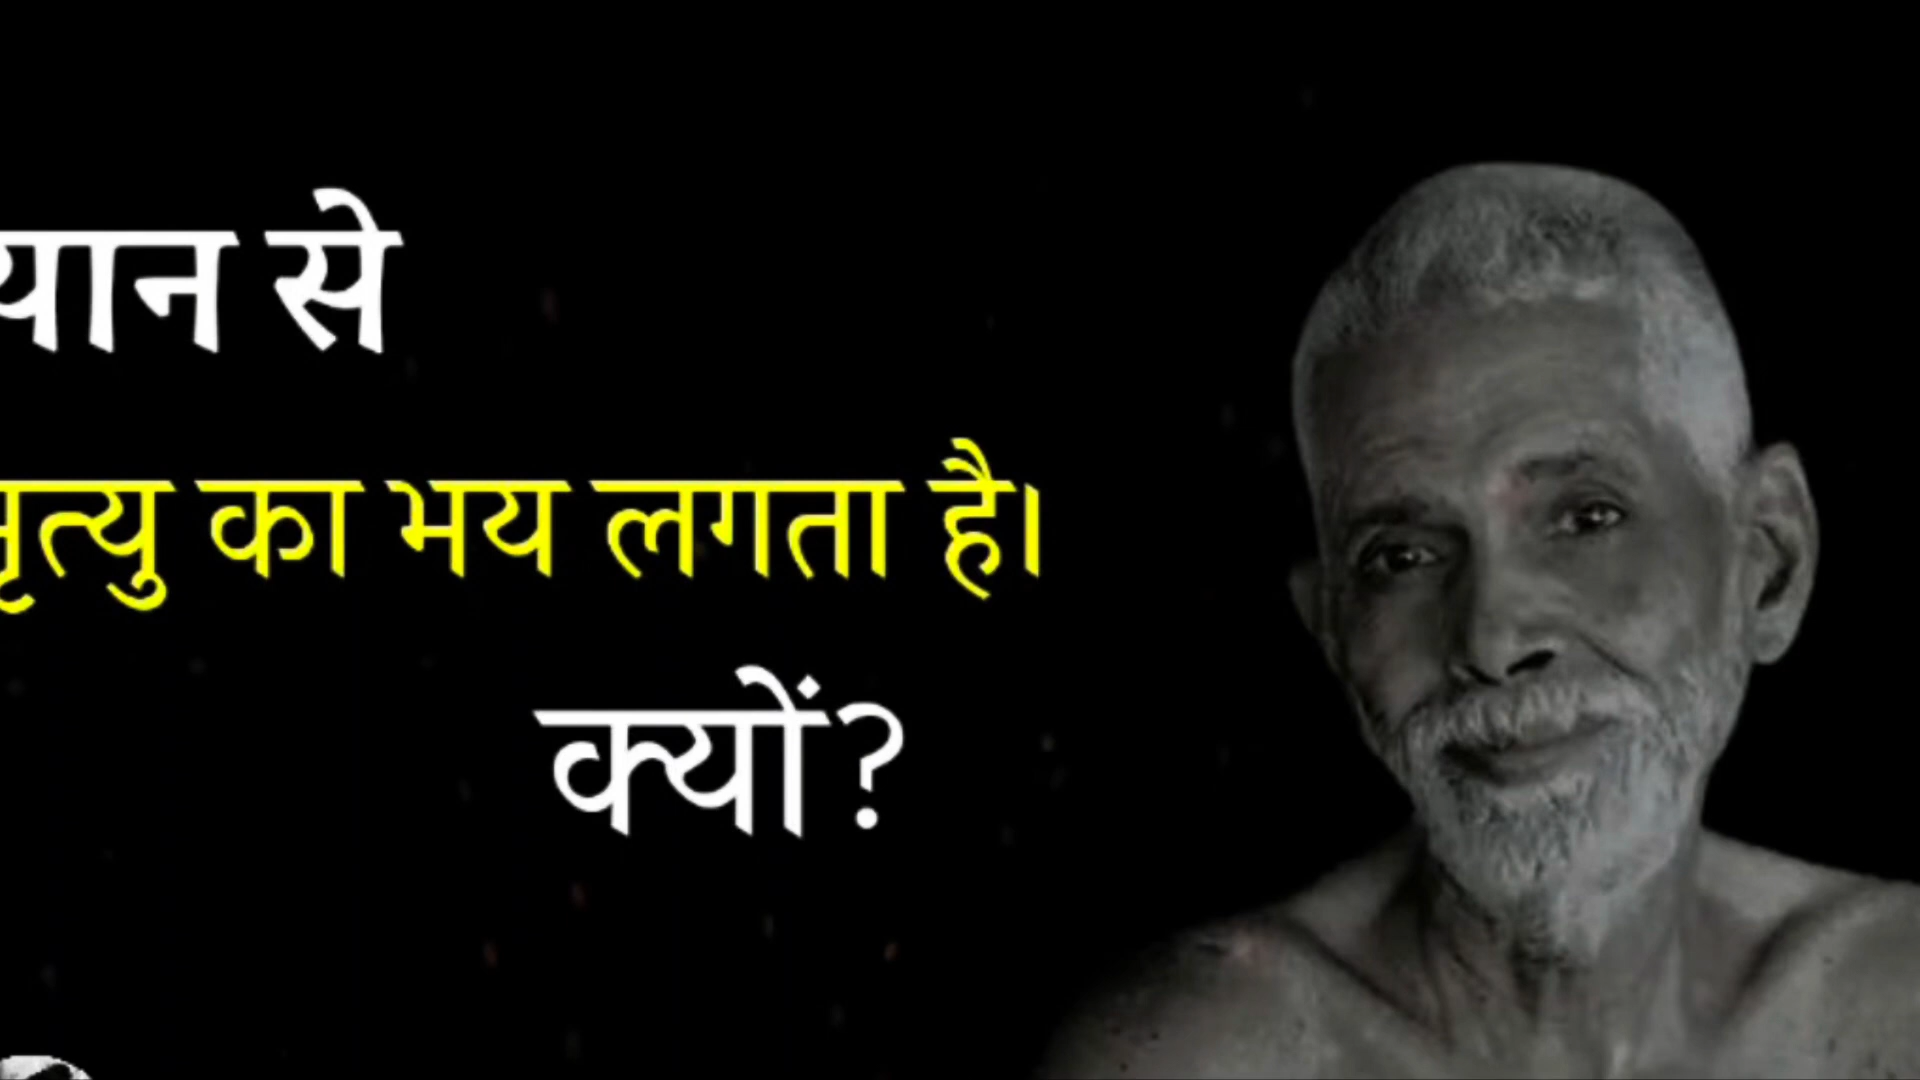 यान से
मृत्यु का भय लगता है।
क्यों?